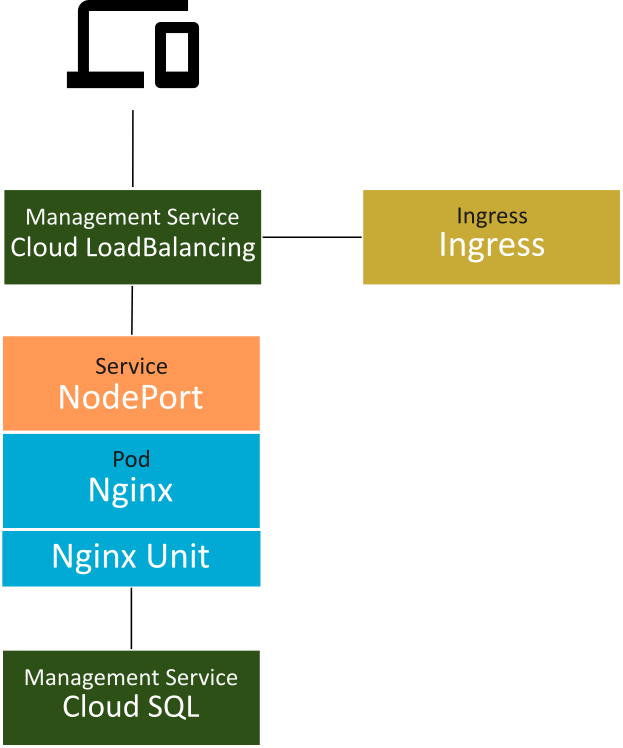 Management Service
Cloud LoadBalancing
Ingress
Ingress
Service
NodePort
Pod
Nginx
Nginx Unit
Management Service
Cloud SQL